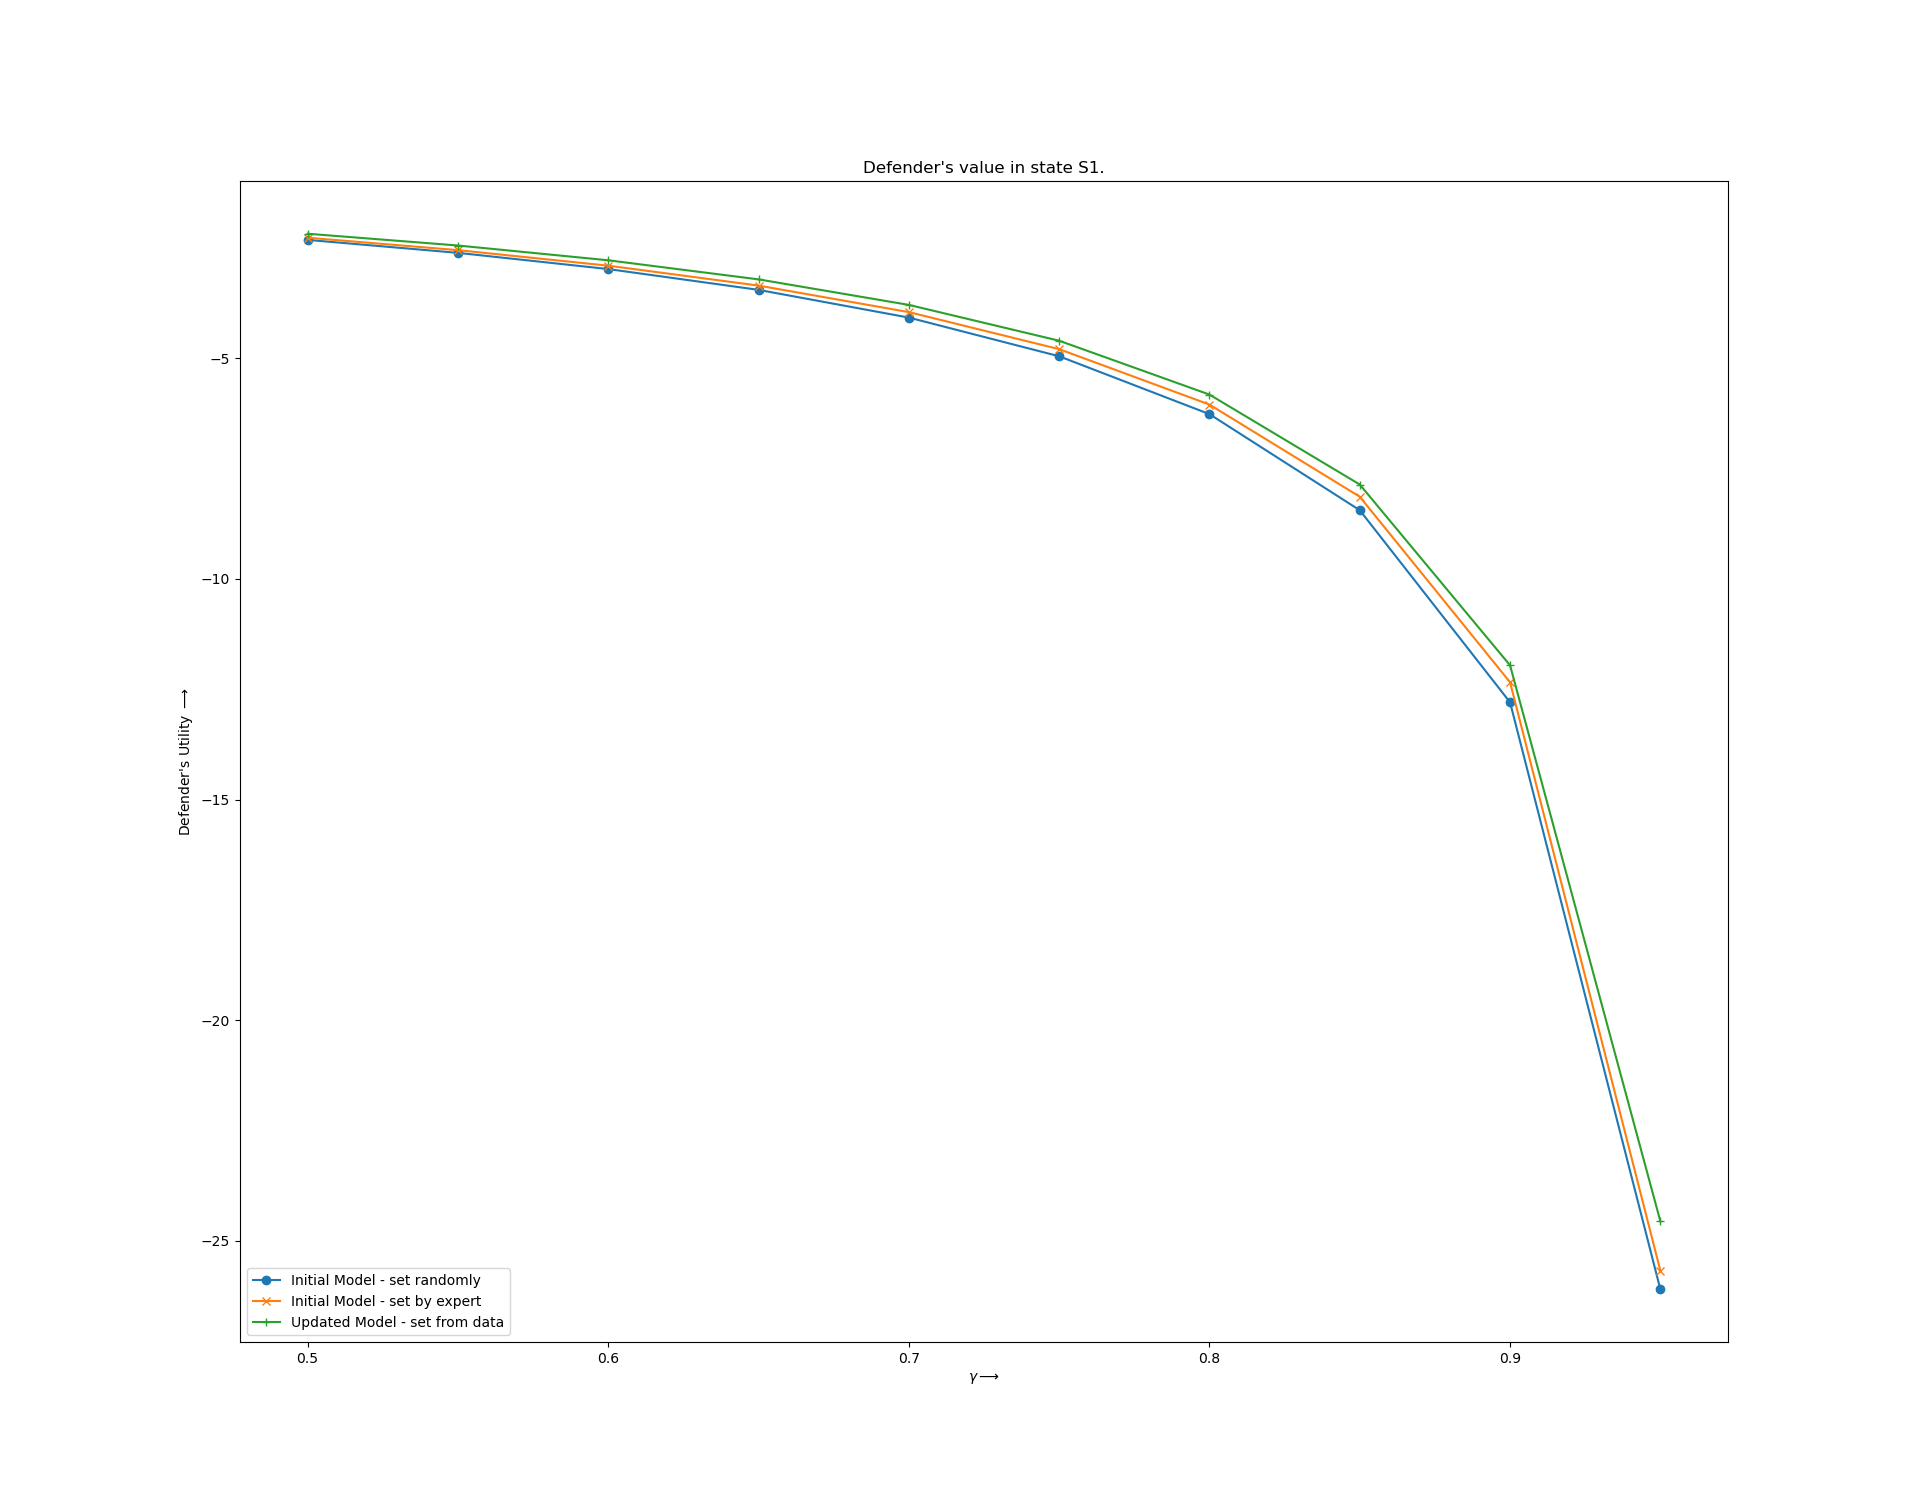 Defender's value in state S1.
−5
−10
−15
−20
−25
Defender's Utility ⟶
Initial Model - set randomly
Initial Model - set by expert
Updated Model - set from data
0.5 0.6 0.7 0.8 0.9
γ⟶